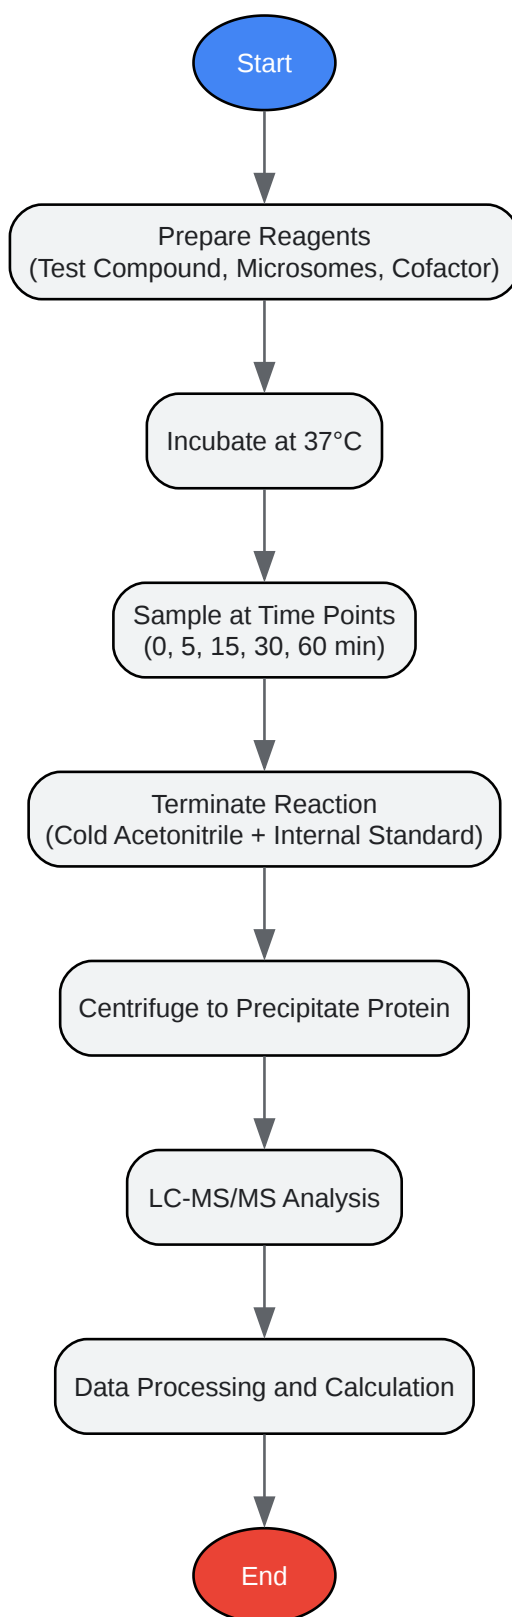 Start
Prepare Reagents
(Test Compound, Microsomes, Cofactor)
Incubate at 37°C
Sample at Time Points
(0, 5, 15, 30, 60 min)
Terminate Reaction
(Cold Acetonitrile + Internal Standard)
Centrifuge to Precipitate Protein
LC-MS/MS Analysis
Data Processing and Calculation
End